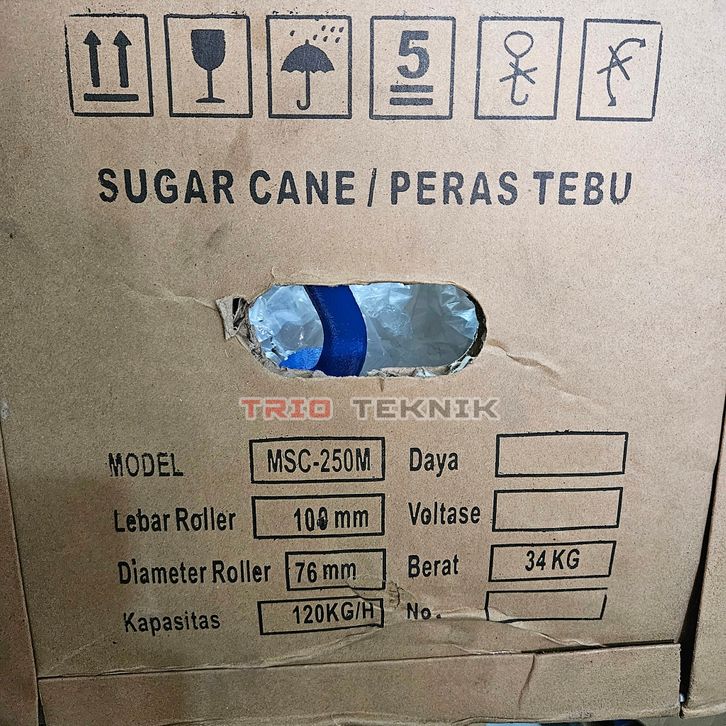 5
SUGAR CANE / PERAS TEBU
TRIO TEKNIK
MODEL MSC-250M Daya
Lebar Roller 100 mm Voltase
Diameter Roller 76 mm Berat 34 KG
Kapasitas 120KG/H No.